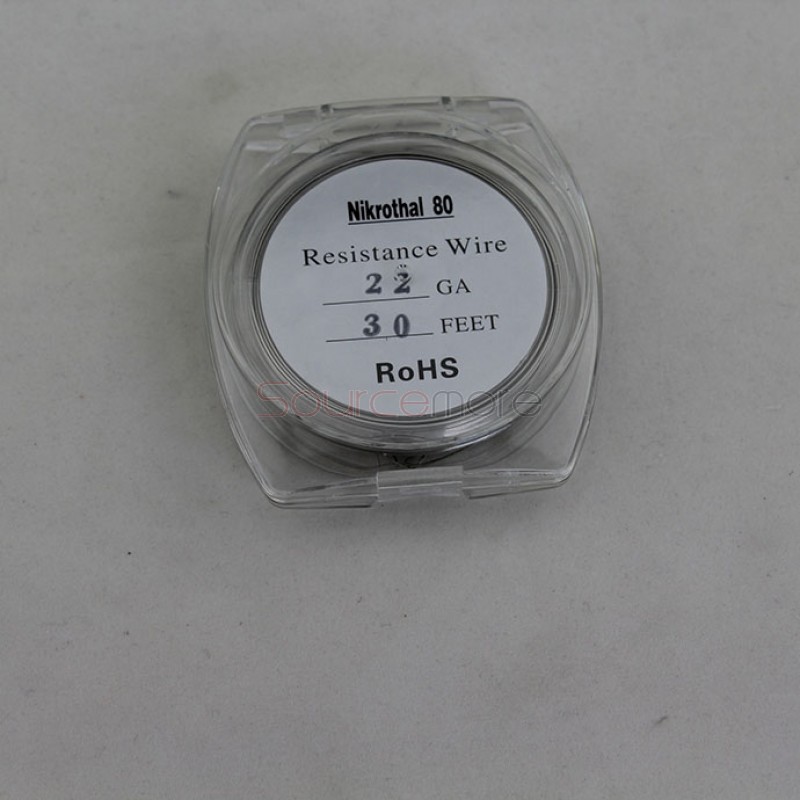 Nikrothal 80
Resistance Wire
22 GA
30 FEET
RoHS
Sourcemore